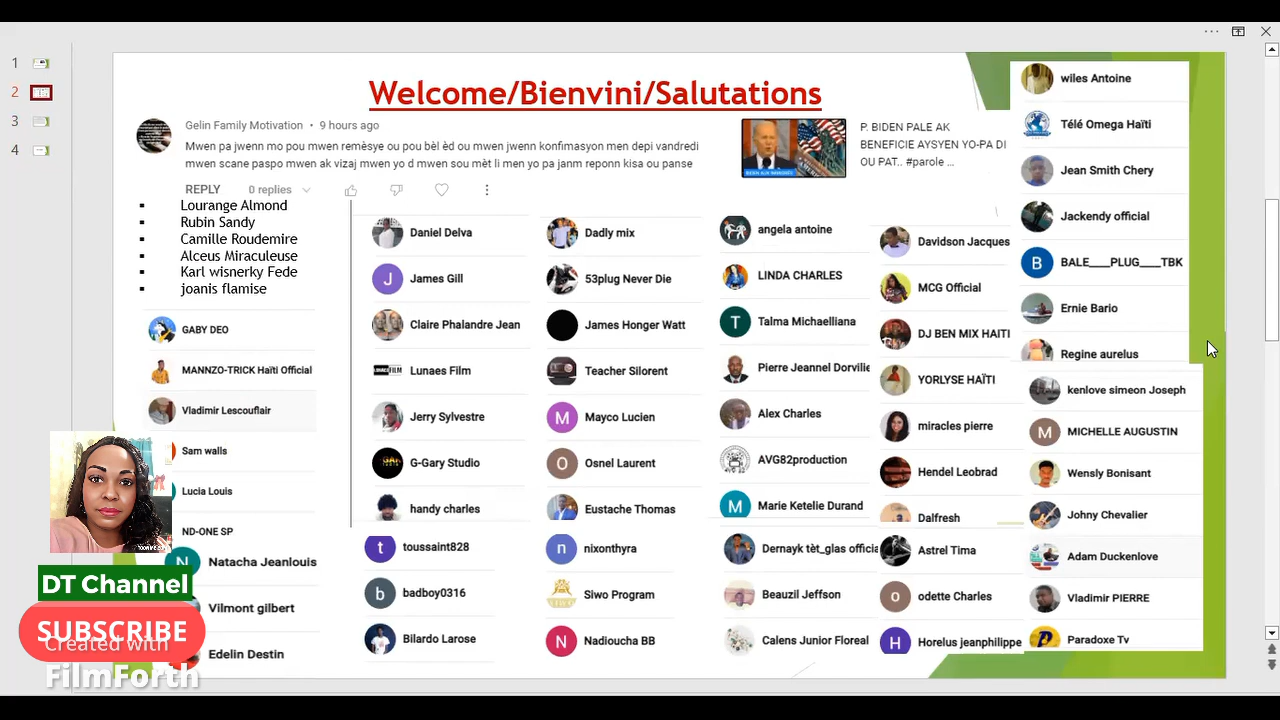 1
2
3
4
Welcome/Bienvini/Salutations
Gelin Family Motivation • 9 hours ago
Mwen pa jwenn mo pou mwen remèsye ou pou bèl èd ou mwen jwenn konfimasyon men depi vandredi
mwen scane paspo mwen ak vizaj mwen yo d mwen sou mèt li men yo pa janm reponn kisa ou panse
REPLY 0 replies
P. BIDEN PALE AK
BENEFICIE AYSYEN YO-PA DI
OU PAT.. #parole ...
Lourange Almond
Rubin Sandy
Camille Roudemire
Alceus Miraculeuse
Karl wisnerky Fede
joanis flamise
GABY DEO
MANNZO-TRICK Haïti Official
Vladimir Lescouflair
Sam walls
Lucia Louis
ND-ONE SP
N Natacha Jeanlouis
Vilmont gilbert
Edelin Destin
Daniel Delva
J James Gill
Claire Phalandre Jean
Lunaes Film
Jerry Sylvestre
G-Gary Studio
handy charles
t toussaint828
b badboy0316
Bilardo Larose
Dadly mix
53plug Never Die
James Honger Watt
Teacher Silorent
M Mayco Lucien
O Osnel Laurent
Eustache Thomas
n nixonthyra
Siwo Program
N Nadioucha BB
angela antoine
LINDA CHARLES
T Talma Michaelliana
Pierre Jeannel Dorvilie
Alex Charles
AVG82production
M Marie Ketelie Durand
Dernayk tèt_glas officia
Beauzil Jeffson
Calens Junior Floreal
Davidson Jacques
MCG Official
DJ BEN MIX HAITI
YORLYSE HAÏTI
miracles pierre
Hendel Leobrad
Dalfresh
Astrel Tima
o odette Charles
H Horelus jeanphilippe
wiles Antoine
Télé Omega Haïti
Jean Smith Chery
Jackendy official
B BALE___PLUG___TBK
Ernie Bario
Regine aurelus
kenlove simeon Joseph
M MICHELLE AUGUSTIN
Wensly Bonisant
Johny Chevalier
Adam Duckenlove
Vladimir PIERRE
Paradoxe Tv
DT Channel
SUBSCRIBE
Created with
FilmForth